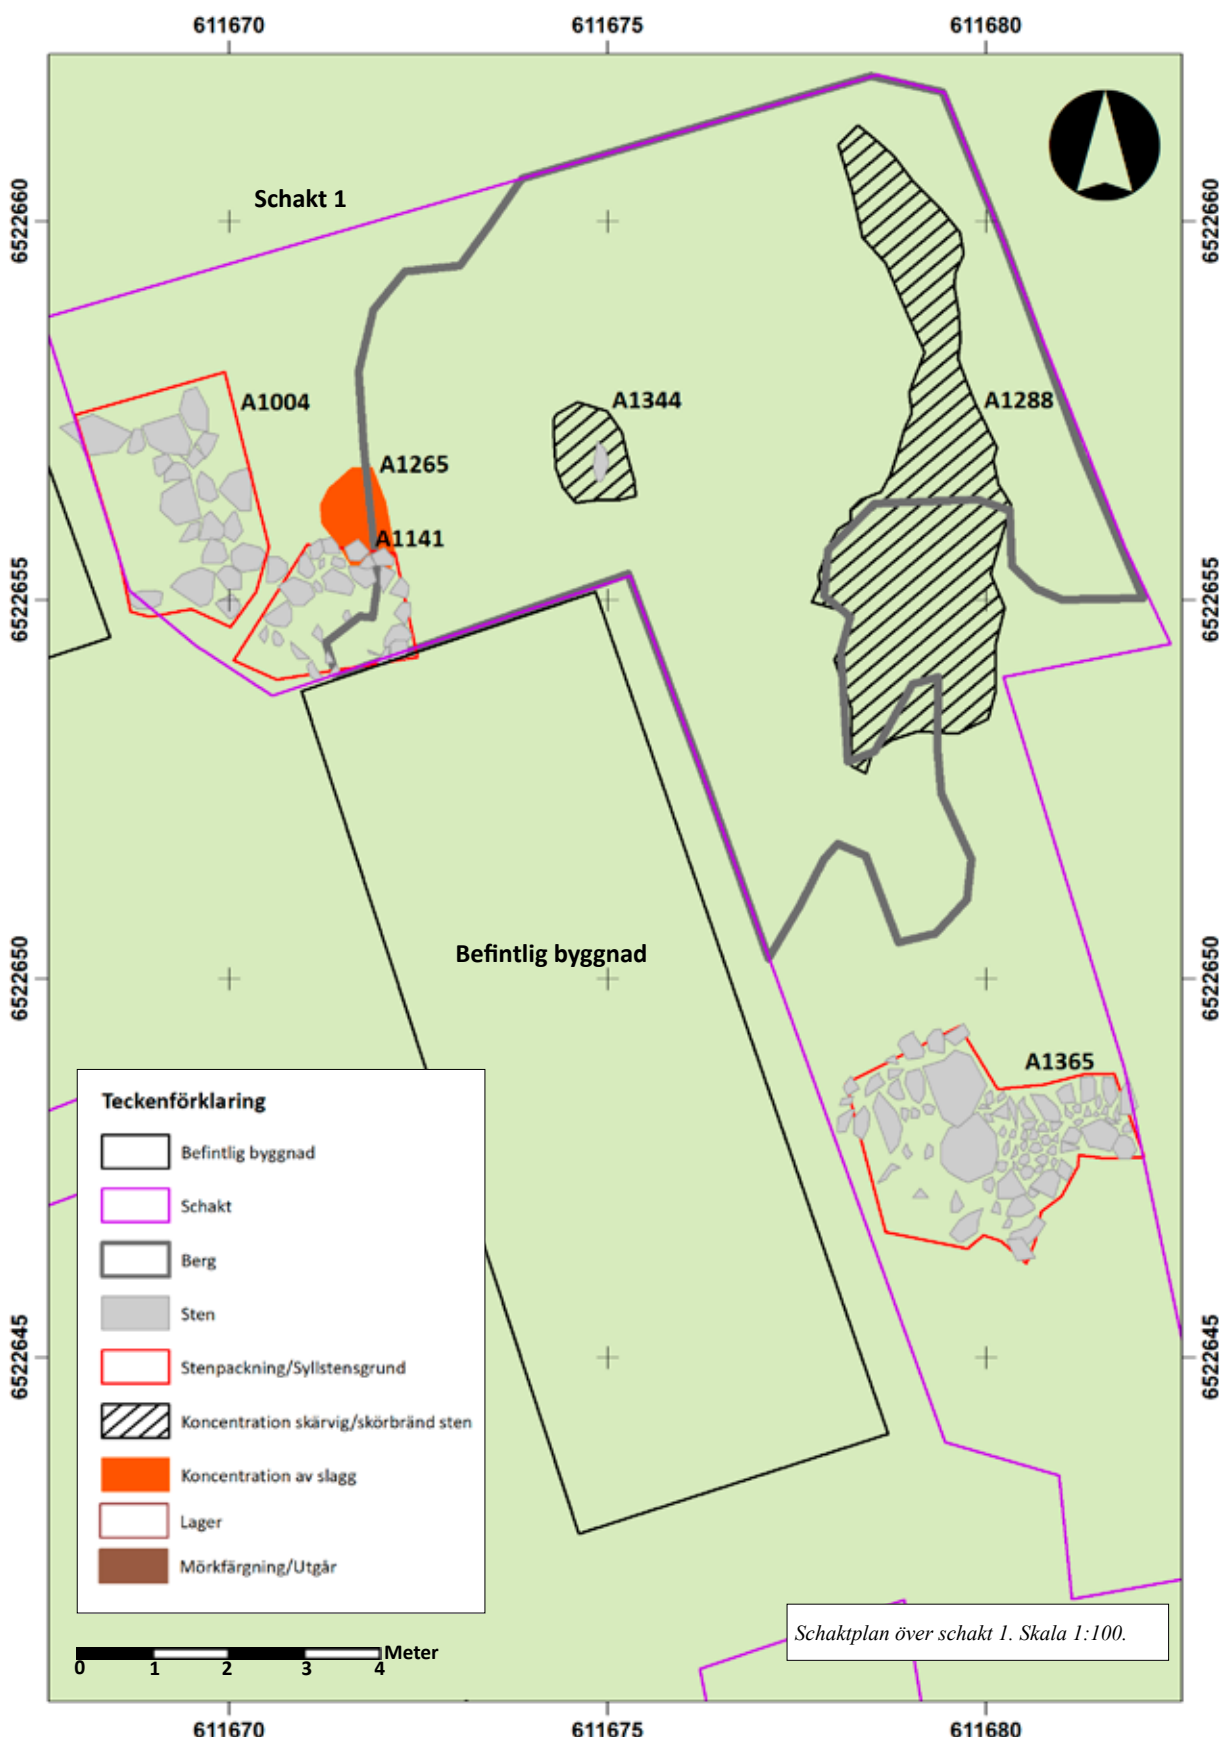 611670 611675 611680
Schakt 1
6522660 6522660
A1004
A1344
A1288
A1265
A1141
6522655 6522655
Befintlig byggnad
6522650 6522650
A1365
Teckenförklaring
Befintlig byggnad
Schakt
Berg
Sten
Stenpackning/Syllstensgrund
Koncentration skärvig/skörbränd sten
Koncentration av slagg
Lager
Mörkfärgning/Utgår
6522645 6522645
Schaktplan över schakt 1. Skala 1:100.
Meter
0 1 2 3 4
611670 611675 611680